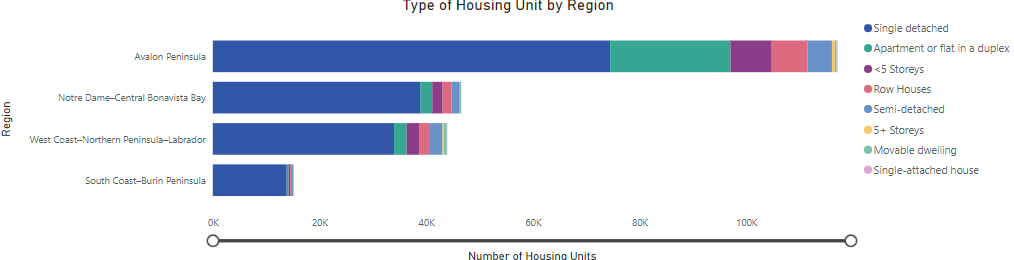 Type of Housing Unit by Region
Region
Avalon Peninsula
Notre Dame–Central Bonavista Bay
West Coast–Northern Peninsula–Labrador
South Coast–Burin Peninsula
0K 20K 40K 60K 80K 100K
Number of Housing Units
Single detached
Apartment or flat in a duplex
<5 Storeys
Row Houses
Semi-detached
5+ Storeys
Movable dwelling
Single-attached house